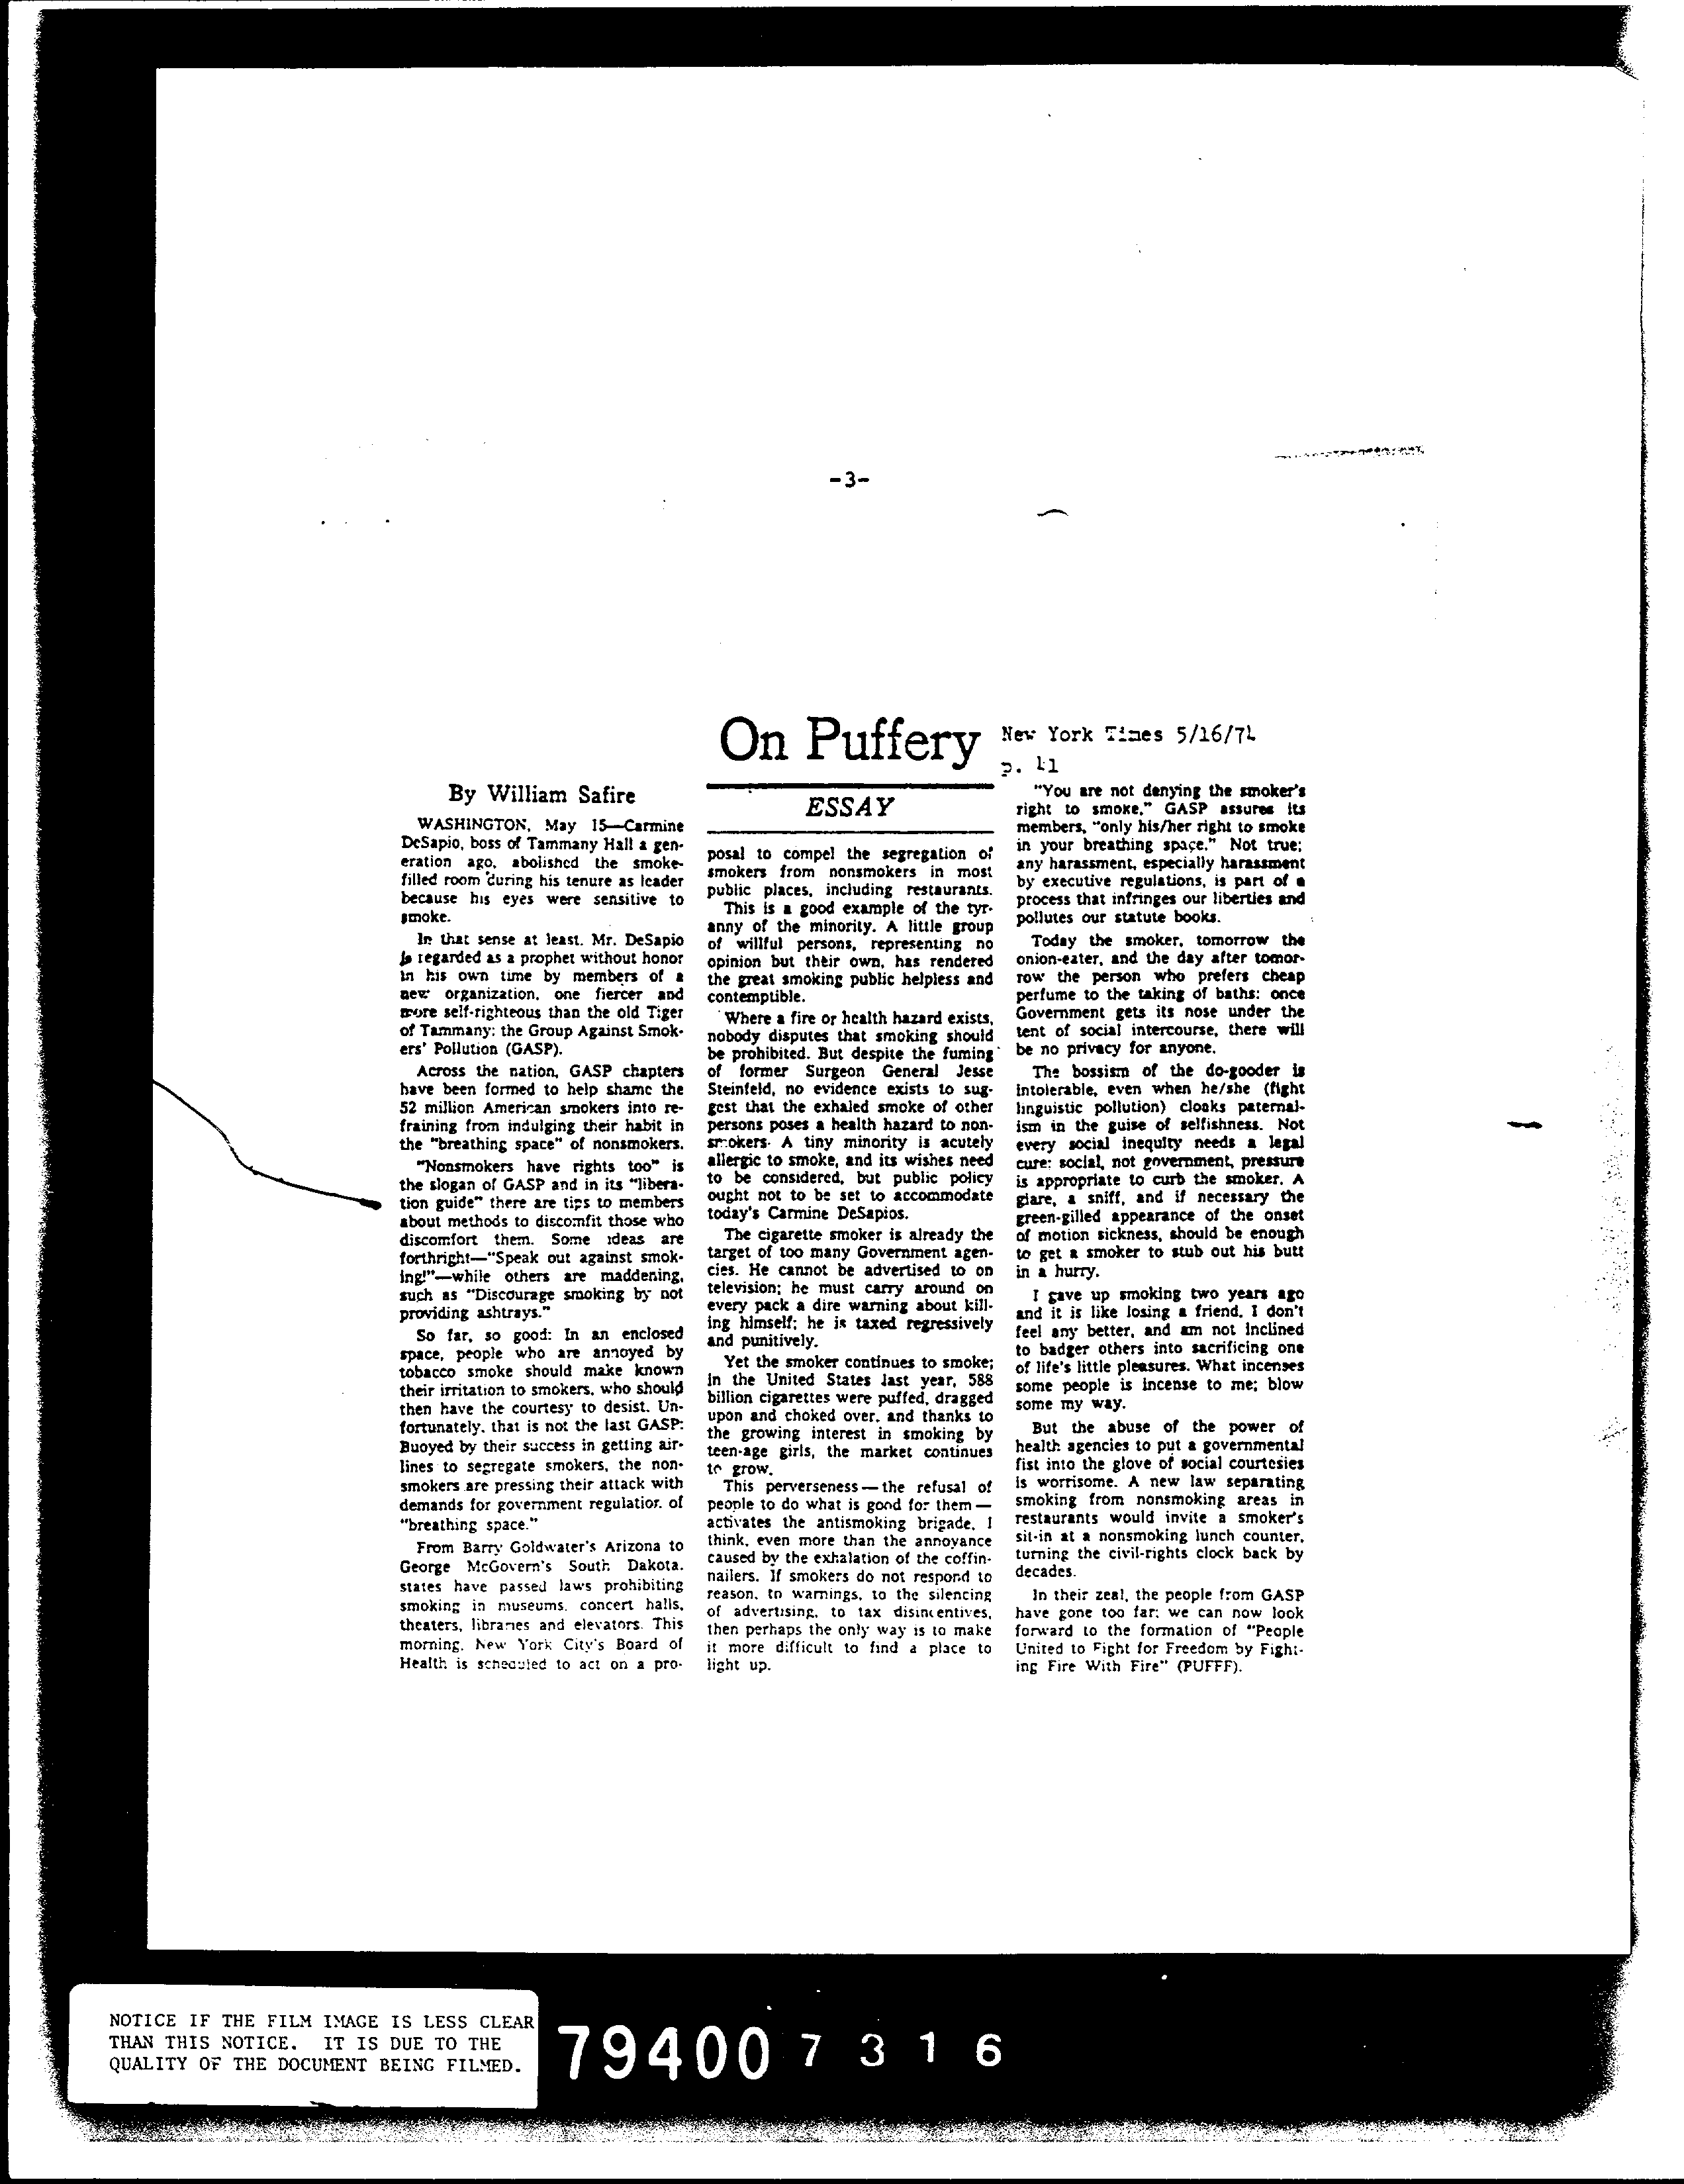 -3-
On Puffery
New York Times 5/16/74
p. 41
By William Safire
ESSAY
WASHINGTON, May 15—Carmine
DeSapio, boss of Tammany Hall a gen-
eration ago, abolished the smoke-
filled room during his tenure as leader
because his eyes were sensitive to
smoke.
In that sense at least, Mr. DeSapio
is regarded as a prophet without honor
in his own time by members of a
new organization, one fiercer and
more self-righteous than the old Tiger
of Tammany: the Group Against Smok-
ers' Pollution (GASP).
Across the nation, GASP chapters
have been formed to help shame the
52 million American smokers into re-
fraining from indulging their habit in
the "breathing space" of nonsmokers.
"Nonsmokers have rights too" is
the slogan of GASP and in its "libera-
tion guide" there are tips to members
about methods to discomfit those who
discomfort them. Some ideas are
forthright—"Speak out against smok-
ing!"—while others are maddening,
such as "Discourage smoking by not
providing ashtrays."
So far, so good: In an enclosed
space, people who are annoyed by
tobacco smoke should make known
their irritation to smokers, who should
then have the courtesy to desist. Un-
fortunately, that is not the last GASP:
Buoyed by their success in getting air-
lines to segregate smokers, the non-
smokers are pressing their attack with
demands for government regulation of
"breathing space."
From Barry Goldwater's Arizona to
George McGovern's South Dakota,
states have passed laws prohibiting
smoking in museums, concert halls,
theaters, libraries and elevators. This
morning, New York City's Board of
Health is scheduled to act on a pro-
posal to compel the segregation of
smokers from nonsmokers in most
public places, including restaurants.
This is a good example of the tyr-
anny of the minority. A little group
of willful persons, representing no
opinion but their own, has rendered
the great smoking public helpless and
contemptible.
Where a fire or health hazard exists,
nobody disputes that smoking should
be prohibited. But despite the fuming
of former Surgeon General Jesse
Steinfeld, no evidence exists to sug-
gest that the exhaled smoke of other
persons poses a health hazard to non-
smokers. A tiny minority is acutely
allergic to smoke, and its wishes need
to be considered, but public policy
ought not to be set to accommodate
today's Carmine DeSapios.
The cigarette smoker is already the
target of too many Government agen-
cies. He cannot be advertised to on
television; he must carry around on
every pack a dire warning about kill-
ing himself; he is taxed regressively
and punitively.
Yet the smoker continues to smoke;
in the United States last year, 588
billion cigarettes were puffed, dragged
upon and choked over, and thanks to
the growing interest in smoking by
teen-age girls, the market continues
to grow.
This perverseness—the refusal of
people to do what is good for them—
activates the antismoking brigade, I
think, even more than the annoyance
caused by the exhalation of the coffin-
nailers. If smokers do not respond to
reason, to warnings, to the silencing
of advertising, to tax disincentives,
then perhaps the only way is to make
it more difficult to find a place to
light up.
"You are not denying the smoker's
right to smoke," GASP assures its
members, "only his/her right to smoke
in your breathing space." Not true;
any harassment, especially harassment
by executive regulations, is part of a
process that infringes our liberties and
pollutes our statute books.
Today the smoker, tomorrow the
onion-eater, and the day after tomor-
row the person who prefers cheap
perfume to the taking of baths: once
Government gets its nose under the
tent of social intercourse, there will
be no privacy for anyone.
The bossism of the do-gooder is
intolerable, even when he/she (fight
linguistic pollution) cloaks paternal-
ism in the guise of selfishness. Not
every social inequity needs a legal
cure: social, not government, pressure
is appropriate to curb the smoker. A
glare, a sniff, and if necessary the
green-gilled appearance of the onset
of motion sickness, should be enough
to get a smoker to stub out his butt
in a hurry.
I gave up smoking two years ago
and it is like losing a friend. I don't
feel any better, and am not inclined
to badger others into sacrificing one
of life's little pleasures. What incenses
some people is incense to me; blow
some my way.
But the abuse of the power of
health agencies to put a governmental
fist into the glove of social courtesies
is worrisome. A new law separating
smoking from nonsmoking areas in
restaurants would invite a smoker's
sit-in at a nonsmoking lunch counter,
turning the civil-rights clock back by
decades.
In their zeal, the people from GASP
have gone too far; we can now look
forward to the formation of "People
United to Fight for Freedom by Fight-
ing Fire With Fire" (PUFFF).
NOTICE IF THE FILM IMAGE IS LESS CLEAR
THAN THIS NOTICE. IT IS DUE TO THE
QUALITY OF THE DOCUMENT BEING FILMED.
794007316